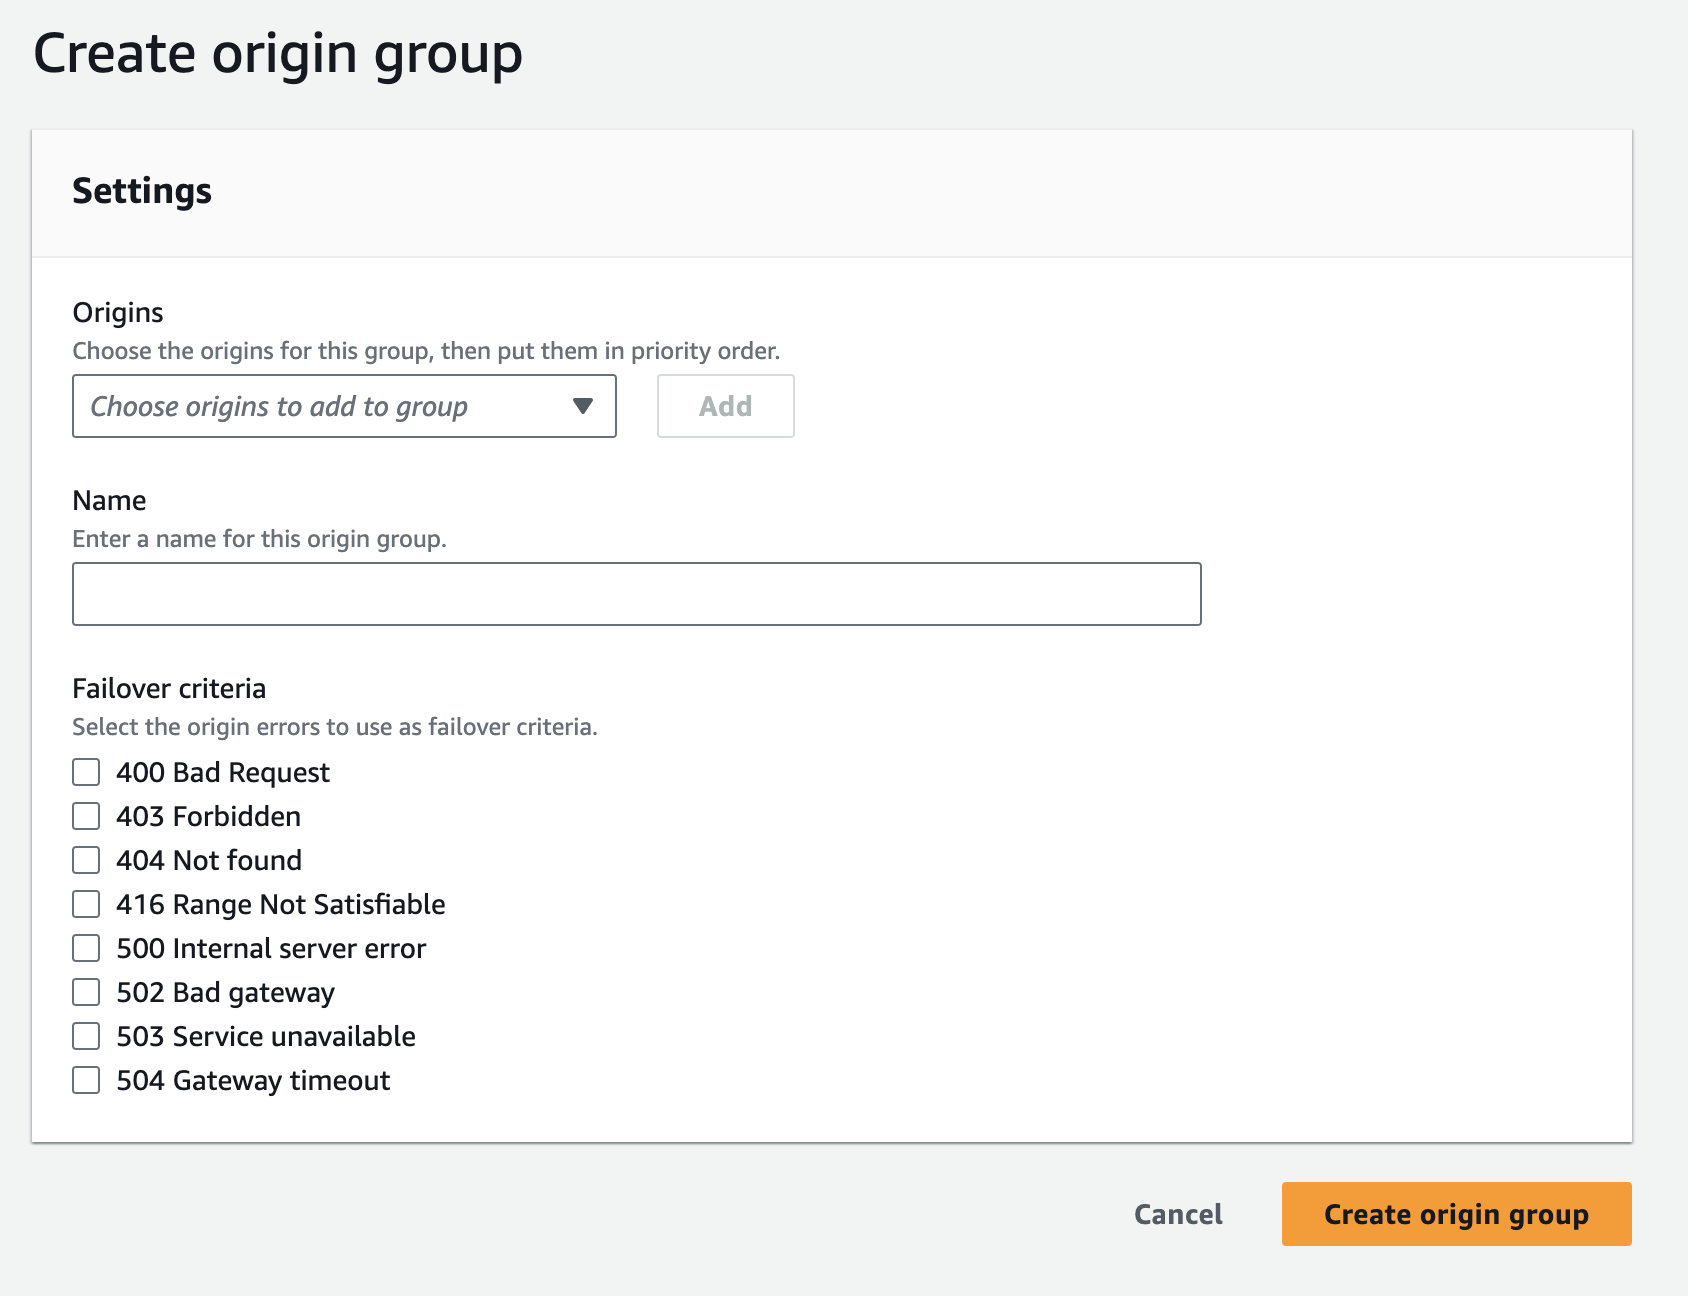 Create origin group
Settings
Origins
Choose the origins for this group, then put them in priority order.
Choose origins to add to group
Add
Name
Enter a name for this origin group.
Failover criteria
Select the origin errors to use as failover criteria.
400 Bad Request
403 Forbidden
404 Not found
416 Range Not Satisfiable
500 Internal server error
502 Bad gateway
503 Service unavailable
504 Gateway timeout
Cancel
Create origin group